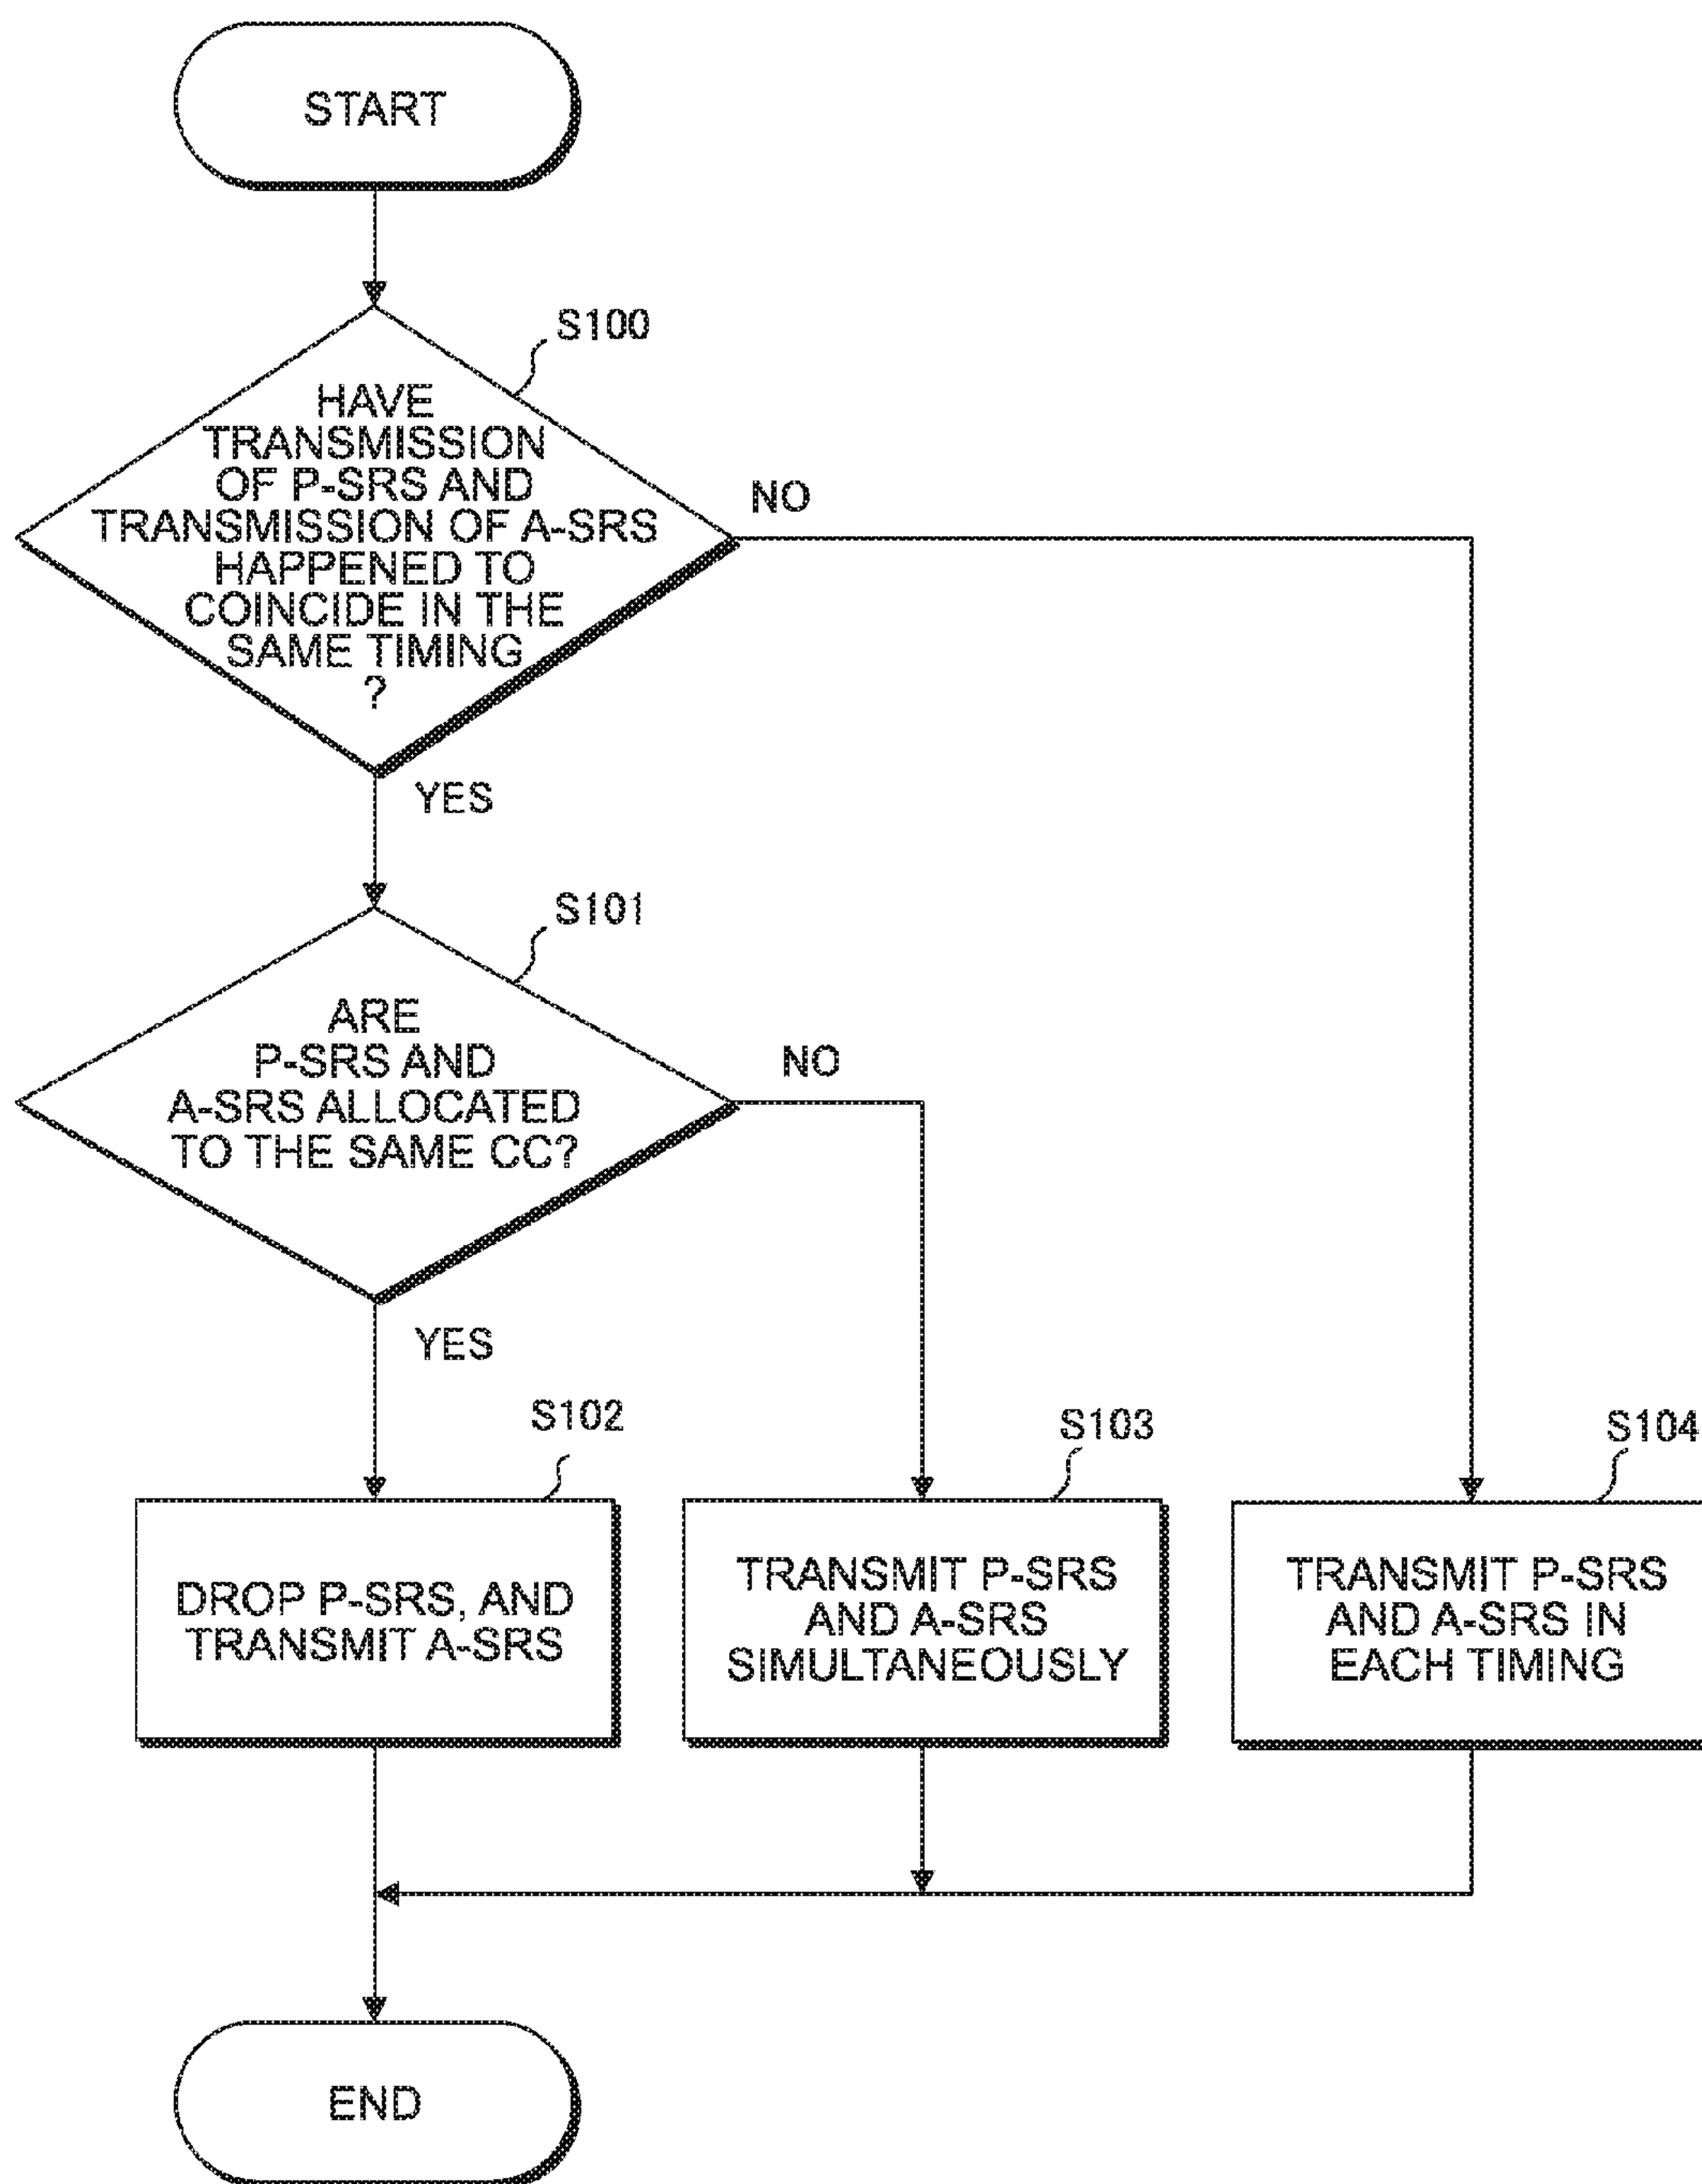 START
S100
HAVE
TRANSMISSION
OF P-SRS AND
TRANSMISSION OF A-SRS
HAPPENED TO
COINCIDE IN THE
SAME TIMING
?
NO
YES
S101
ARE
P-SRS AND
A-SRS ALLOCATED
TO THE SAME CC?
NO
YES
S102
DROP P-SRS, AND
TRANSMIT A-SRS
S103
TRANSMIT P-SRS
AND A-SRS
SIMULTANEOUSLY
S104
TRANSMIT P-SRS
AND A-SRS IN
EACH TIMING
END